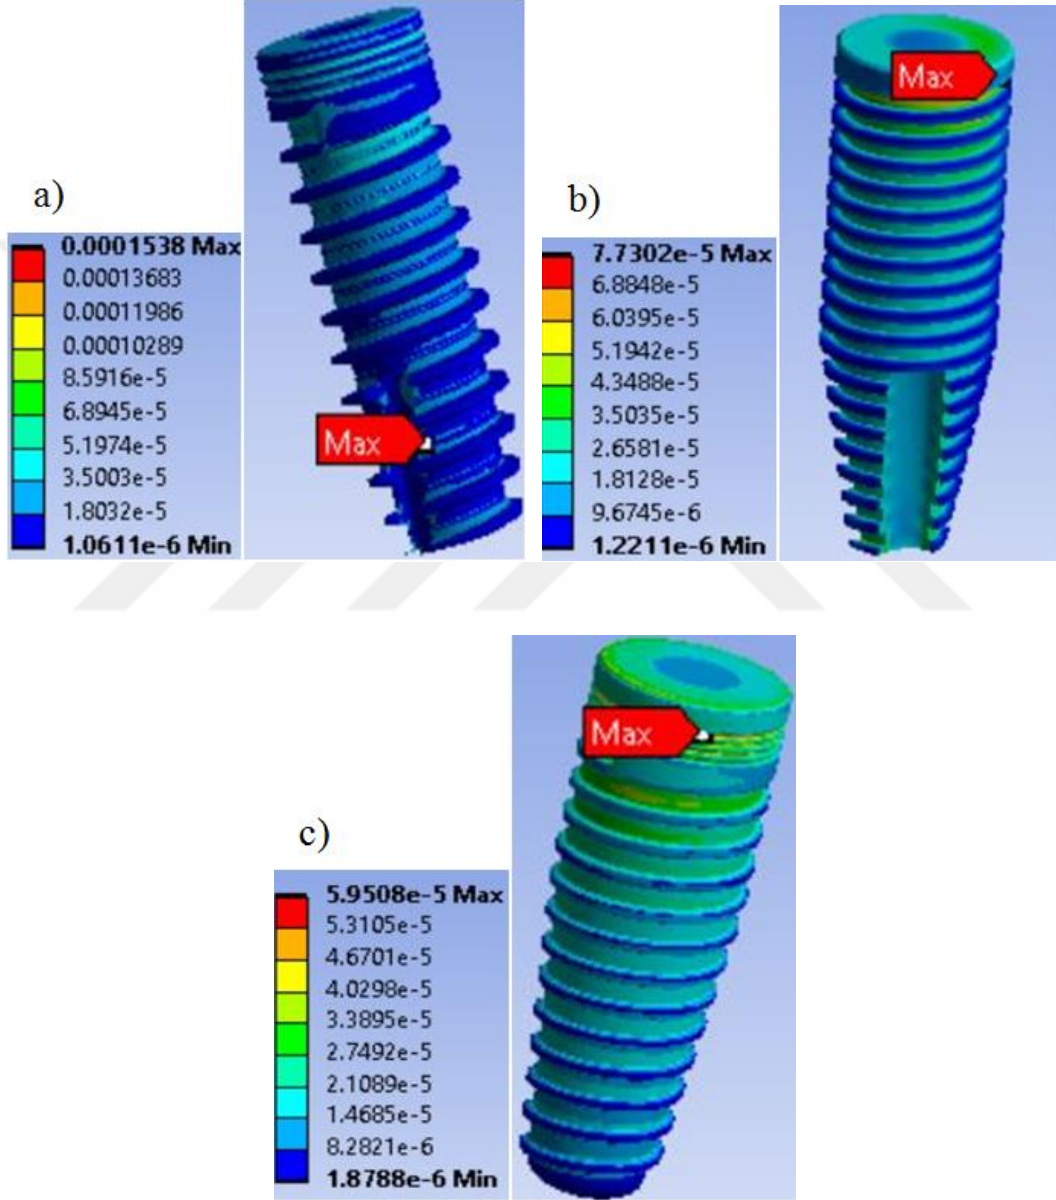 a)
0.0001538 Max
0.00013683
0.00011986
0.00010289
8.5916e-5
6.8945e-5
5.1974e-5
3.5003e-5
1.8032e-5
1.0611e-6 Min
Max
b)
7.7302e-5 Max
6.8848e-5
6.0395e-5
5.1942e-5
4.3488e-5
3.5035e-5
2.6581e-5
1.8128e-5
9.6745e-6
1.2211e-6 Min
Max
c)
5.9508e-5 Max
5.3105e-5
4.6701e-5
4.0298e-5
3.3895e-5
2.7492e-5
2.1089e-5
1.4685e-5
8.2821e-6
1.8788e-6 Min
Max